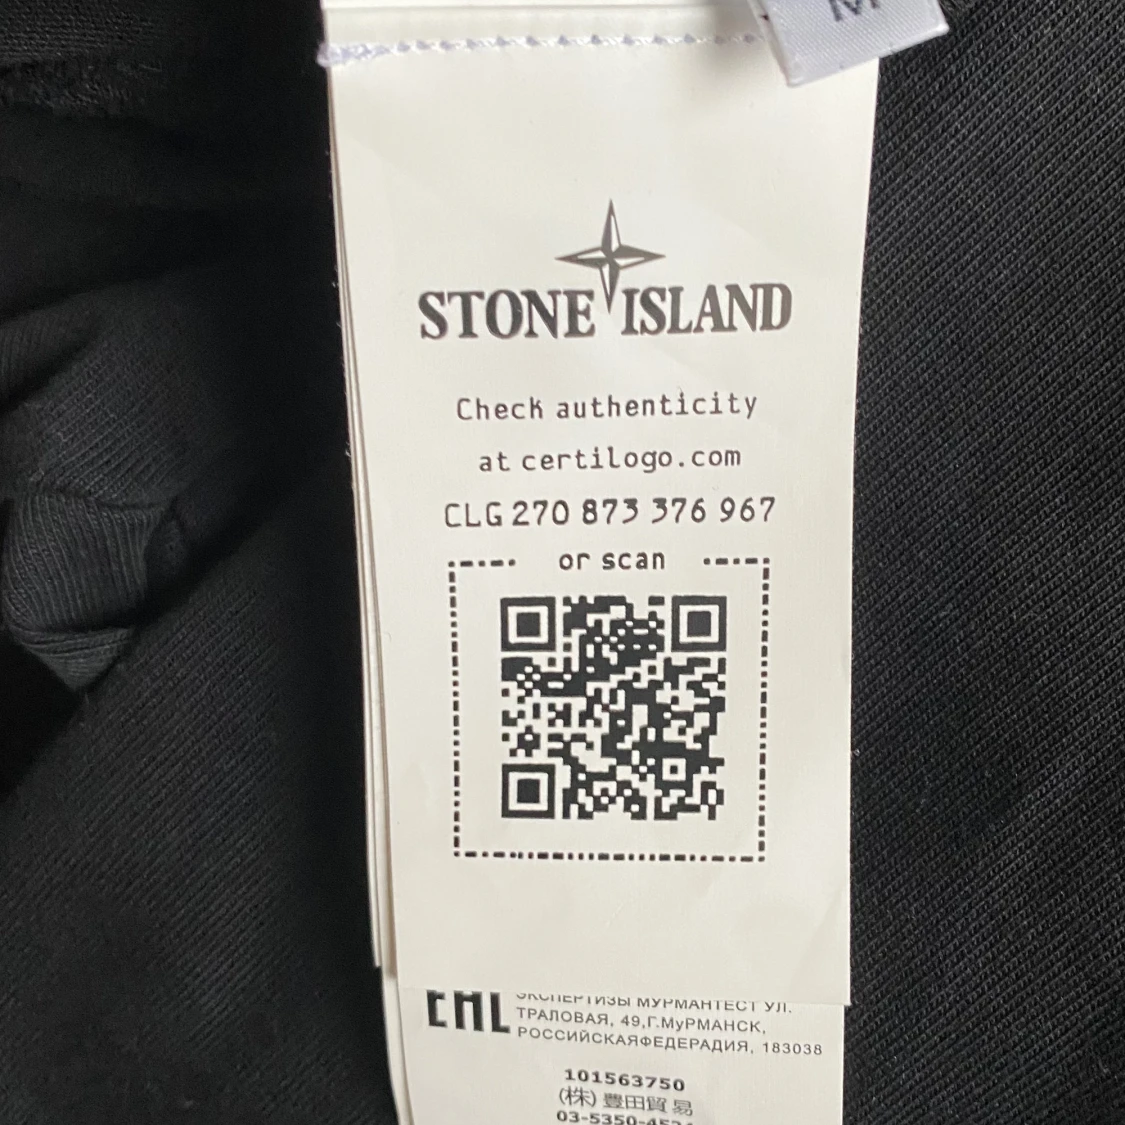 M
STONE ISLAND
Check authenticity
at certilogo.com
CLG 270 873 376 967
or scan
ЭКСПЕРТИЗЫ МУРМАНТЕСТ УЛ.
ТРАЛОВАЯ, 49,Г.МуРМАНСК,
РОССИЙСКАЯФЕДЕРАДИЯ, 183038
101563750
(株) 豊田貿易